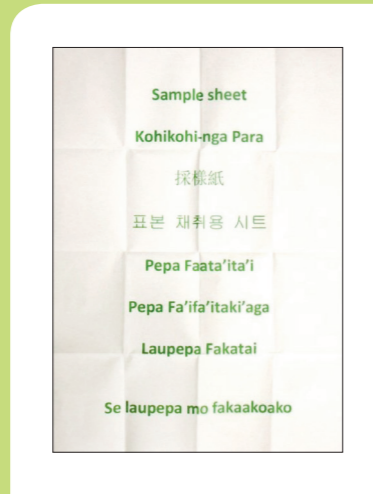 Sample sheet
Kohikohi-nga Para
採樣紙
표본 채취용 시트
Pepa Faata’ita’i
Pepa Fa’ifa’itaki’aga
Laupepa Fakatai
Se laupepa mo fakaakoako